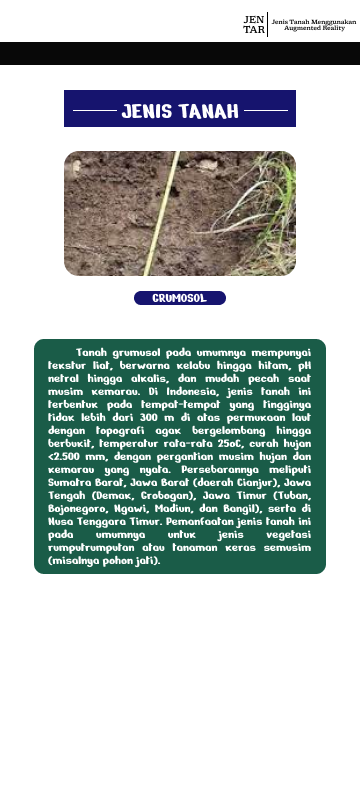 JEN
TAR
Jenis Tanah Menggunakan
Augmented Reality
JENIS TANAH
GRUMOSOL
Tanah grumusol pada umumnya mempunyai
tekstur liat, berwarna kelabu hingga hitam, pH
netral hingga alkalis, dan mudah pecah saat
musim kemarau. Di Indonesia, jenis tanah ini
terbentuk pada tempat-tempat yang tingginya
tidak lebih dari 300 m di atas permukaan laut
dengan topografi agak bergelombang hingga
berbukit, temperatur rata-rata 25oC, curah hujan
<2.500 mm, dengan pergantian musim hujan dan
kemarau yang nyata. Persebarannya meliputi
Sumatra Barat, Jawa Barat (daerah Cianjur), Jawa
Tengah (Demak, Grobogan), Jawa Timur (Tuban,
Bojonegoro, Ngawi, Madiun, dan Bangil), serta di
Nusa Tenggara Timur. Pemanfaatan jenis tanah ini
pada umumnya untuk jenis vegetasi
rumputrumputan atau tanaman keras semusim
(misalnya pohon jati).